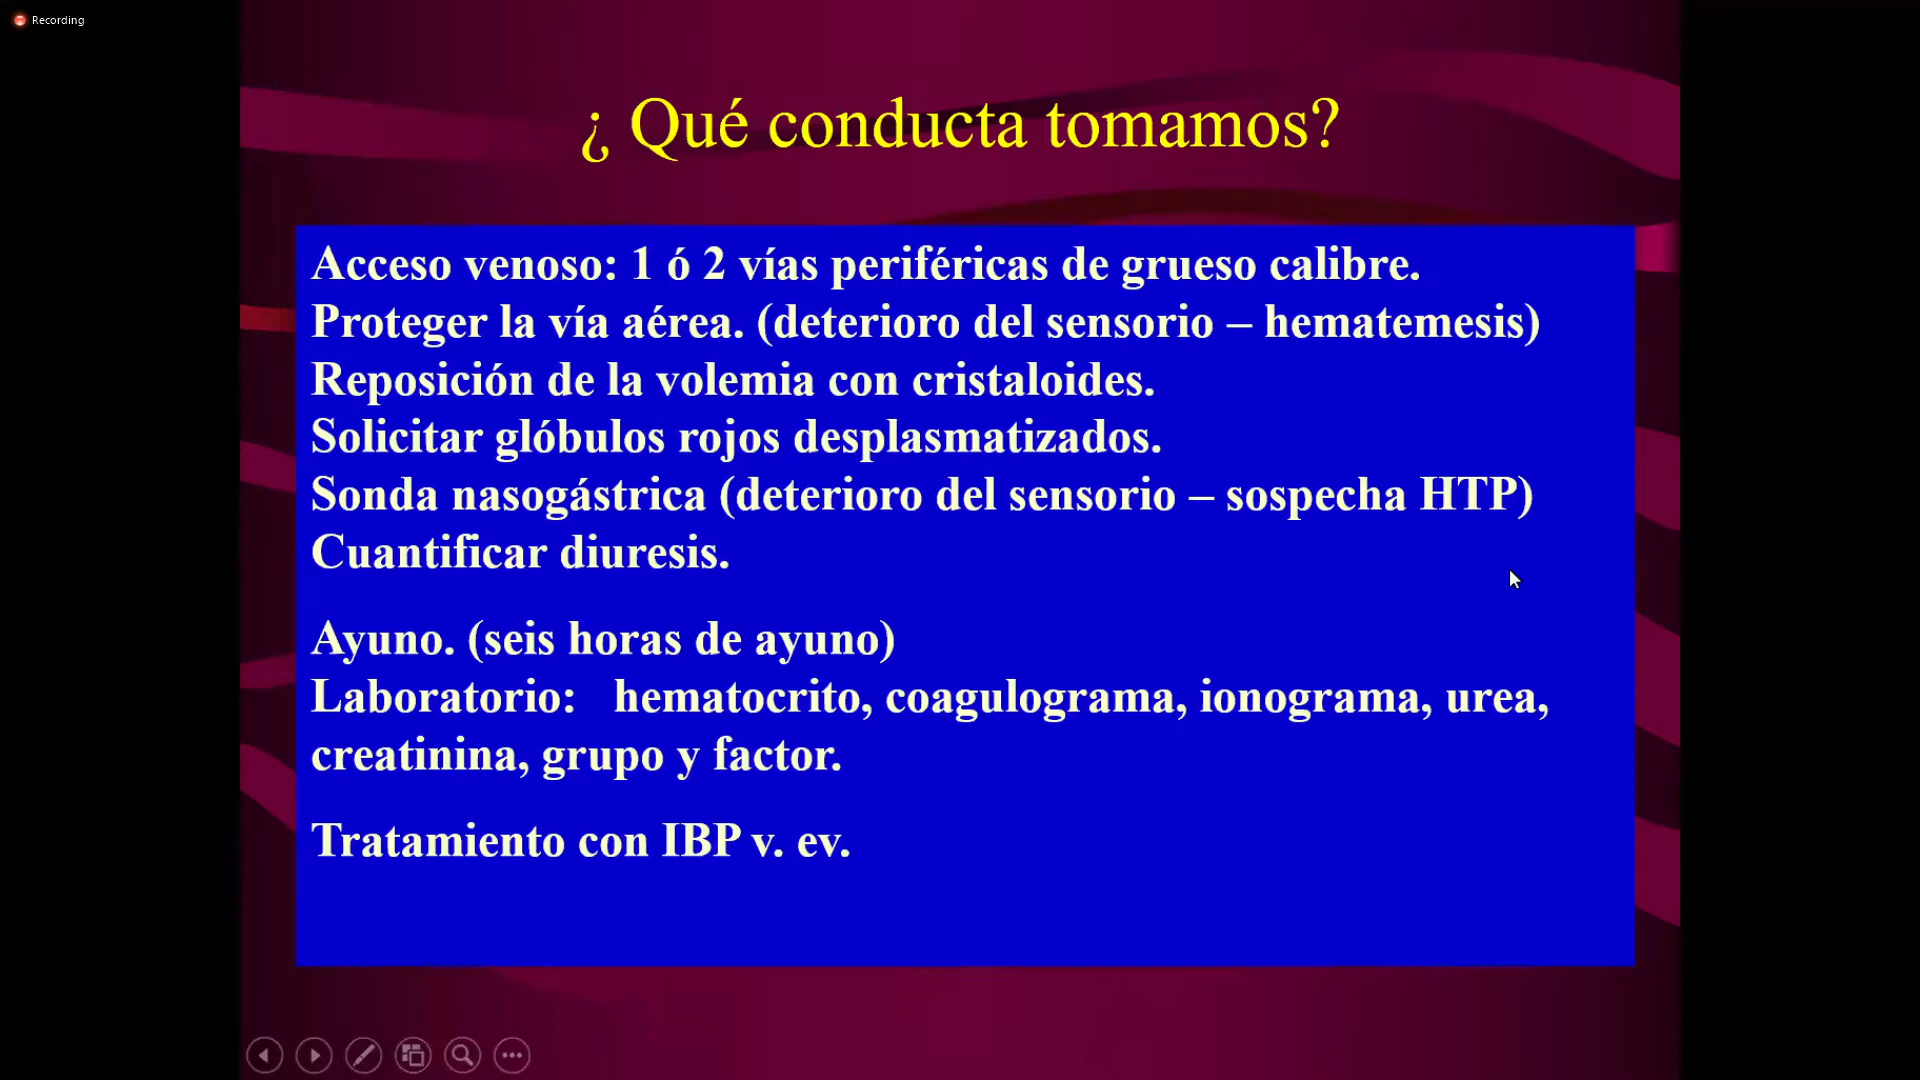 Recording
¿ Qué conducta tomamos?
Acceso venoso: 1 ó 2 vías periféricas de grueso calibre.
Proteger la vía aérea. (deterioro del sensorio – hematemesis)
Reposición de la volemia con cristaloides.
Solicitar glóbulos rojos desplasmatizados.
Sonda nasogástrica (deterioro del sensorio – sospecha HTP)
Cuantificar diuresis.
Ayuno. (seis horas de ayuno)
Laboratorio:   hematocrito, coagulograma, ionograma, urea,
creatinina, grupo y factor.
Tratamiento con IBP v. ev.